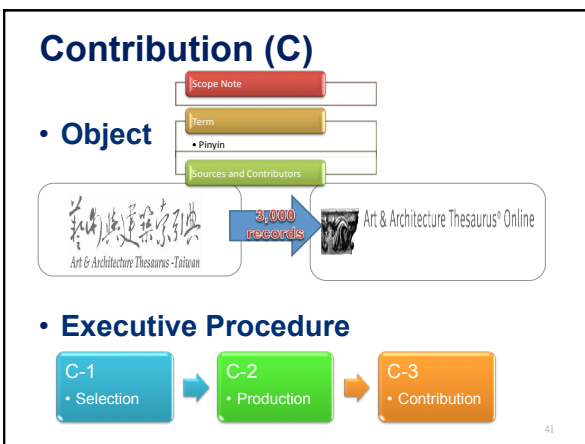 Contribution (C)
Scope Note
• Object
Term
• Pinyin
Sources and Contributors
藝術與建築索引典
Art & Architecture Thesaurus -Taiwan
3,000
records
Art & Architecture Thesaurus® Online
• Executive Procedure
C-1
• Selection
C-2
• Production
C-3
• Contribution
41